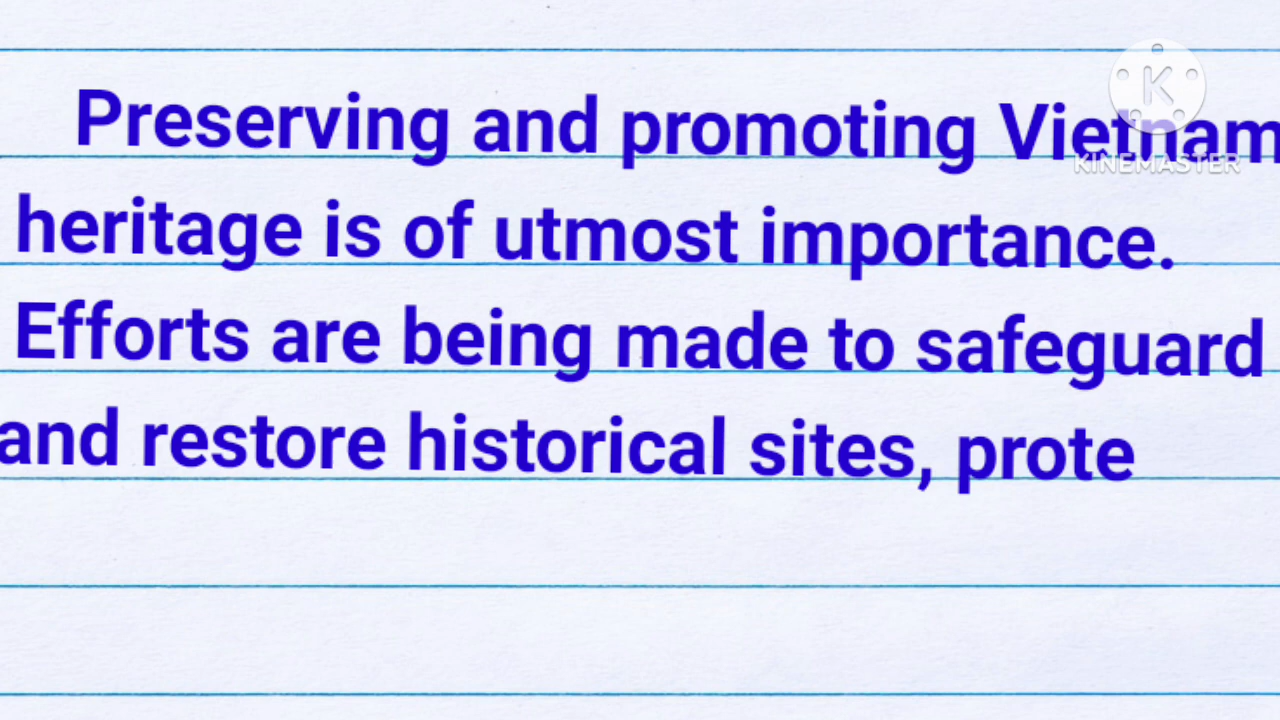 Preserving and promoting Vietnam
heritage is of utmost importance.
Efforts are being made to safeguard
and restore historical sites, prote
KINEMASTER